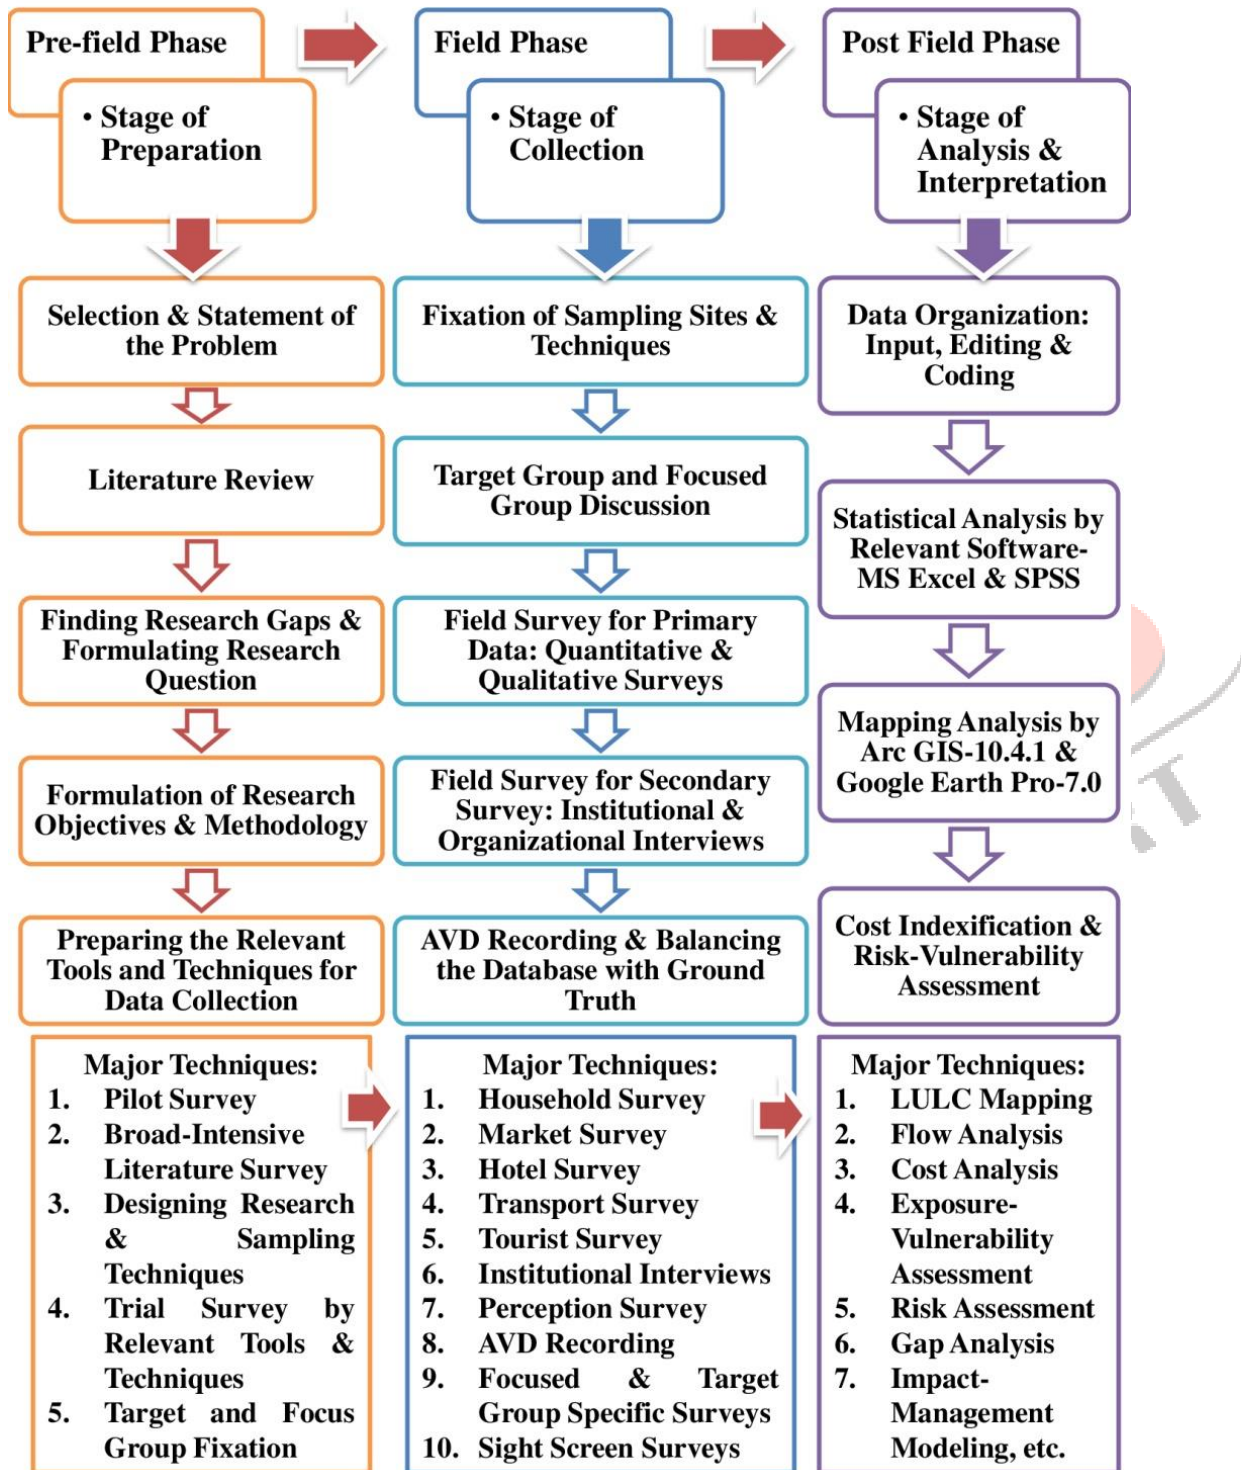 Pre-field Phase
• Stage of
Preparation
Selection & Statement of
the Problem
Literature Review
Finding Research Gaps &
Formulating Research
Question
Formulation of Research
Objectives & Methodology
Preparing the Relevant
Tools and Techniques for
Data Collection
Major Techniques:
1. Pilot Survey
2. Broad-Intensive
Literature Survey
3. Designing Research
& Sampling
Techniques
4. Trial Survey by
Relevant Tools &
Techniques
5. Target and Focus
Group Fixation
Field Phase
• Stage of
Collection
Fixation of Sampling Sites &
Techniques
Target Group and Focused
Group Discussion
Field Survey for Primary
Data: Quantitative &
Qualitative Surveys
Field Survey for Secondary
Survey: Institutional &
Organizational Interviews
AVD Recording & Balancing
the Database with Ground
Truth
Major Techniques:
1. Household Survey
2. Market Survey
3. Hotel Survey
4. Transport Survey
5. Tourist Survey
6. Institutional Interviews
7. Perception Survey
8. AVD Recording
9. Focused & Target
Group Specific Surveys
10. Sight Screen Surveys
Post Field Phase
• Stage of
Analysis &
Interpretation
Data Organization:
Input, Editing &
Coding
Statistical Analysis by
Relevant Software-
MS Excel & SPSS
Mapping Analysis by
Arc GIS-10.4.1 &
Google Earth Pro-7.0
Cost Indexification &
Risk-Vulnerability
Assessment
Major Techniques:
1. LULC Mapping
2. Flow Analysis
3. Cost Analysis
4. Exposure-
Vulnerability
Assessment
5. Risk Assessment
6. Gap Analysis
7. Impact-
Management
Modeling, etc.